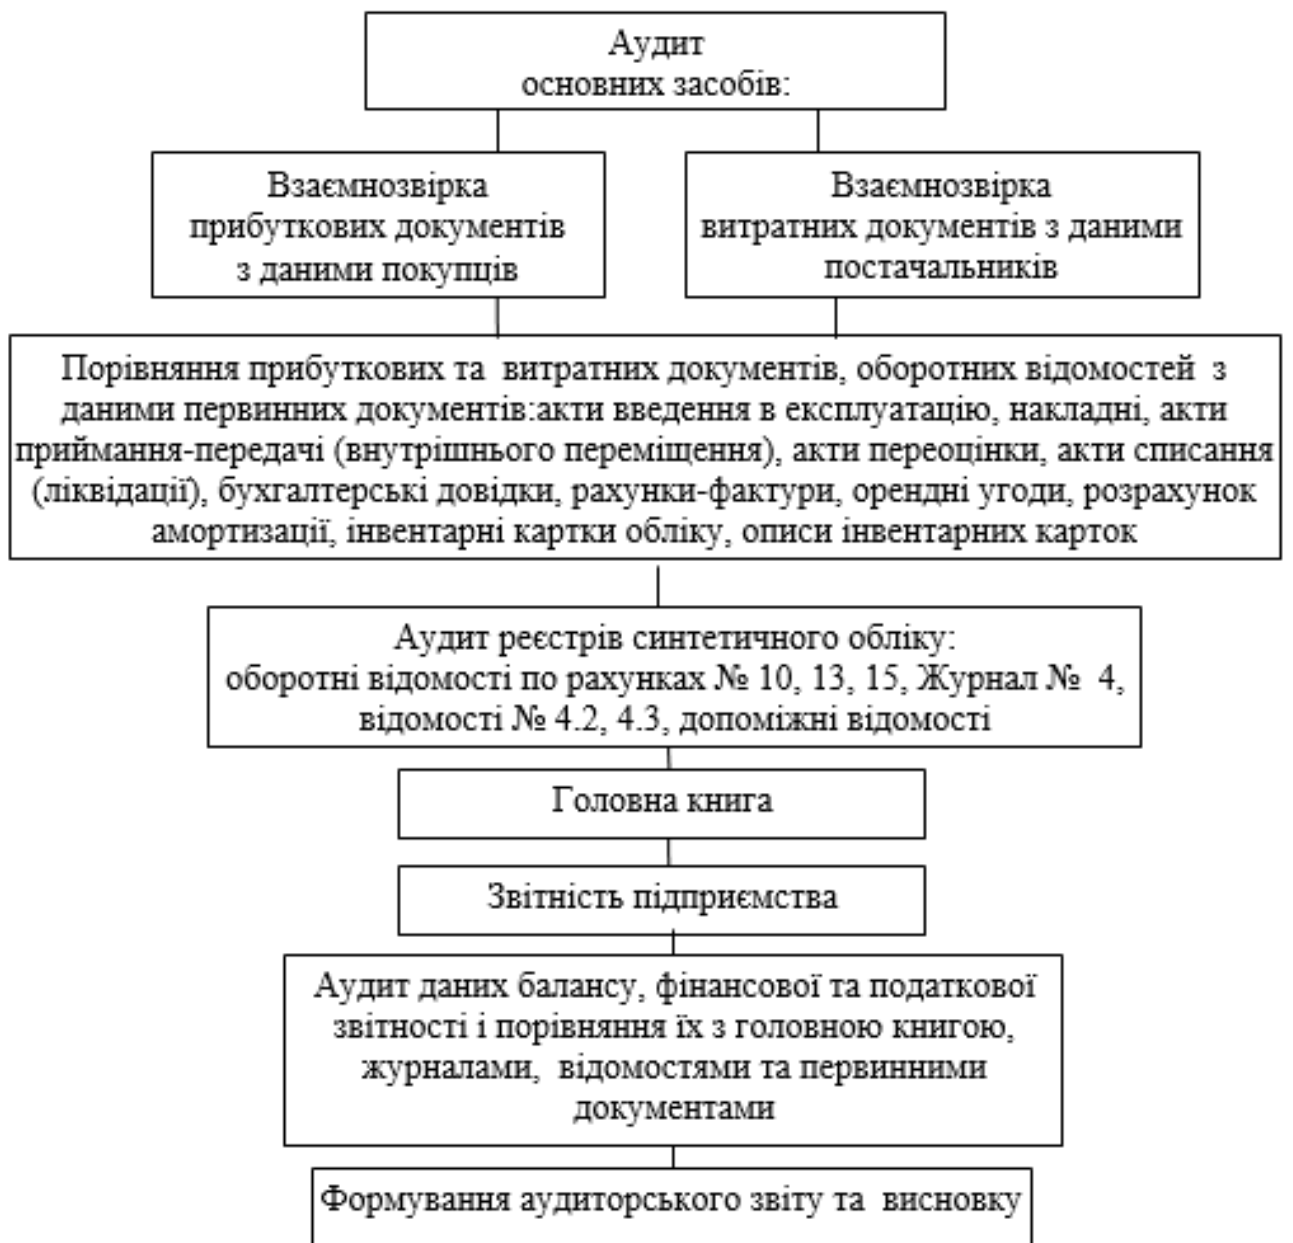 Аудит
основних засобів:
Взаємнозвірка
прибуткових документів
з даними покупців
Взаємнозвірка
витратних документів з даними
постачальників
Порівняння прибуткових та витратних документів, оборотних відомостей з
даними первинних документів:акти введення в експлуатацію, накладні, акти
приймання-передачі (внутрішнього переміщення), акти переоцінки, акти списання
(ліквідації), бухгалтерські довідки, рахунки-фактури, орендні угоди, розрахунок
амортизації, інвентарні картки обліку, описи інвентарних карток
Аудит реєстрів синтетичного обліку:
оборотні відомості по рахунках № 10, 13, 15, Журнал № 4,
відомості № 4.2, 4.3, допоміжні відомості
Головна книга
Звітність підприємства
Аудит даних балансу, фінансової та податкової
звітності і порівняння їх з головною книгою,
журналами, відомостями та первинними
документами
Формування аудиторського звіту та висновку